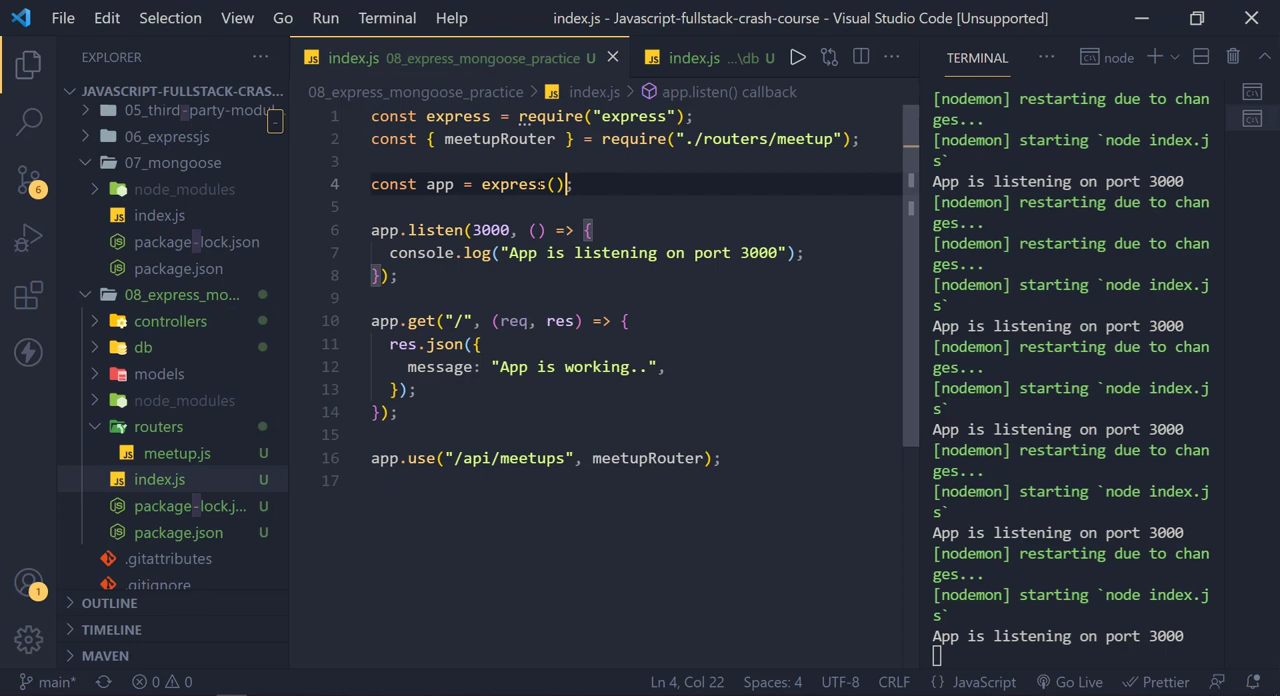 File Edit Selection View Go Run Terminal Help
index.js - Javascript-fullstack-crash-course - Visual Studio Code [Unsupported]
EXPLORER
JAVASCRIPT-FULLSTACK-CRAS...
05_third-party-modu
06_expressjs
07_mongoose
node_modules
index.js
package-lock.json
package.json
08_express_mo...
controllers
db
models
node_modules
routers
meetup.js U
index.js U
package-lock.j... U
package.json U
.gitattributes
.gitignore
OUTLINE
TIMELINE
MAVEN
6
1
index.js 08_express_mongoose_practice U
index.js ...\db U
08_express_mongoose_practice > index.js > app.listen() callback
1 const express = require("express");
2 const { meetupRouter } = require("./routers/meetup");
3
4 const app = express();
5
6 app.listen(3000, () => {
7 console.log("App is listening on port 3000");
8 });
9
10 app.get("/", (req, res) => {
11 res.json({
12 message: "App is working..",
13 });
14 });
15
16 app.use("/api/meetups", meetupRouter);
17
TERMINAL
node
[nodemon] restarting due to chan
ges...
[nodemon] starting `node index.j
s`
App is listening on port 3000
[nodemon] restarting due to chan
ges...
[nodemon] starting `node index.j
s`
App is listening on port 3000
[nodemon] restarting due to chan
ges...
[nodemon] starting `node index.j
s`
App is listening on port 3000
[nodemon] restarting due to chan
ges...
[nodemon] starting `node index.j
s`
App is listening on port 3000
[nodemon] restarting due to chan
ges...
[nodemon] starting `node index.j
s`
App is listening on port 3000
main* 0 0
Ln 4, Col 22 Spaces: 4 UTF-8 CRLF {} JavaScript Go Live Prettier